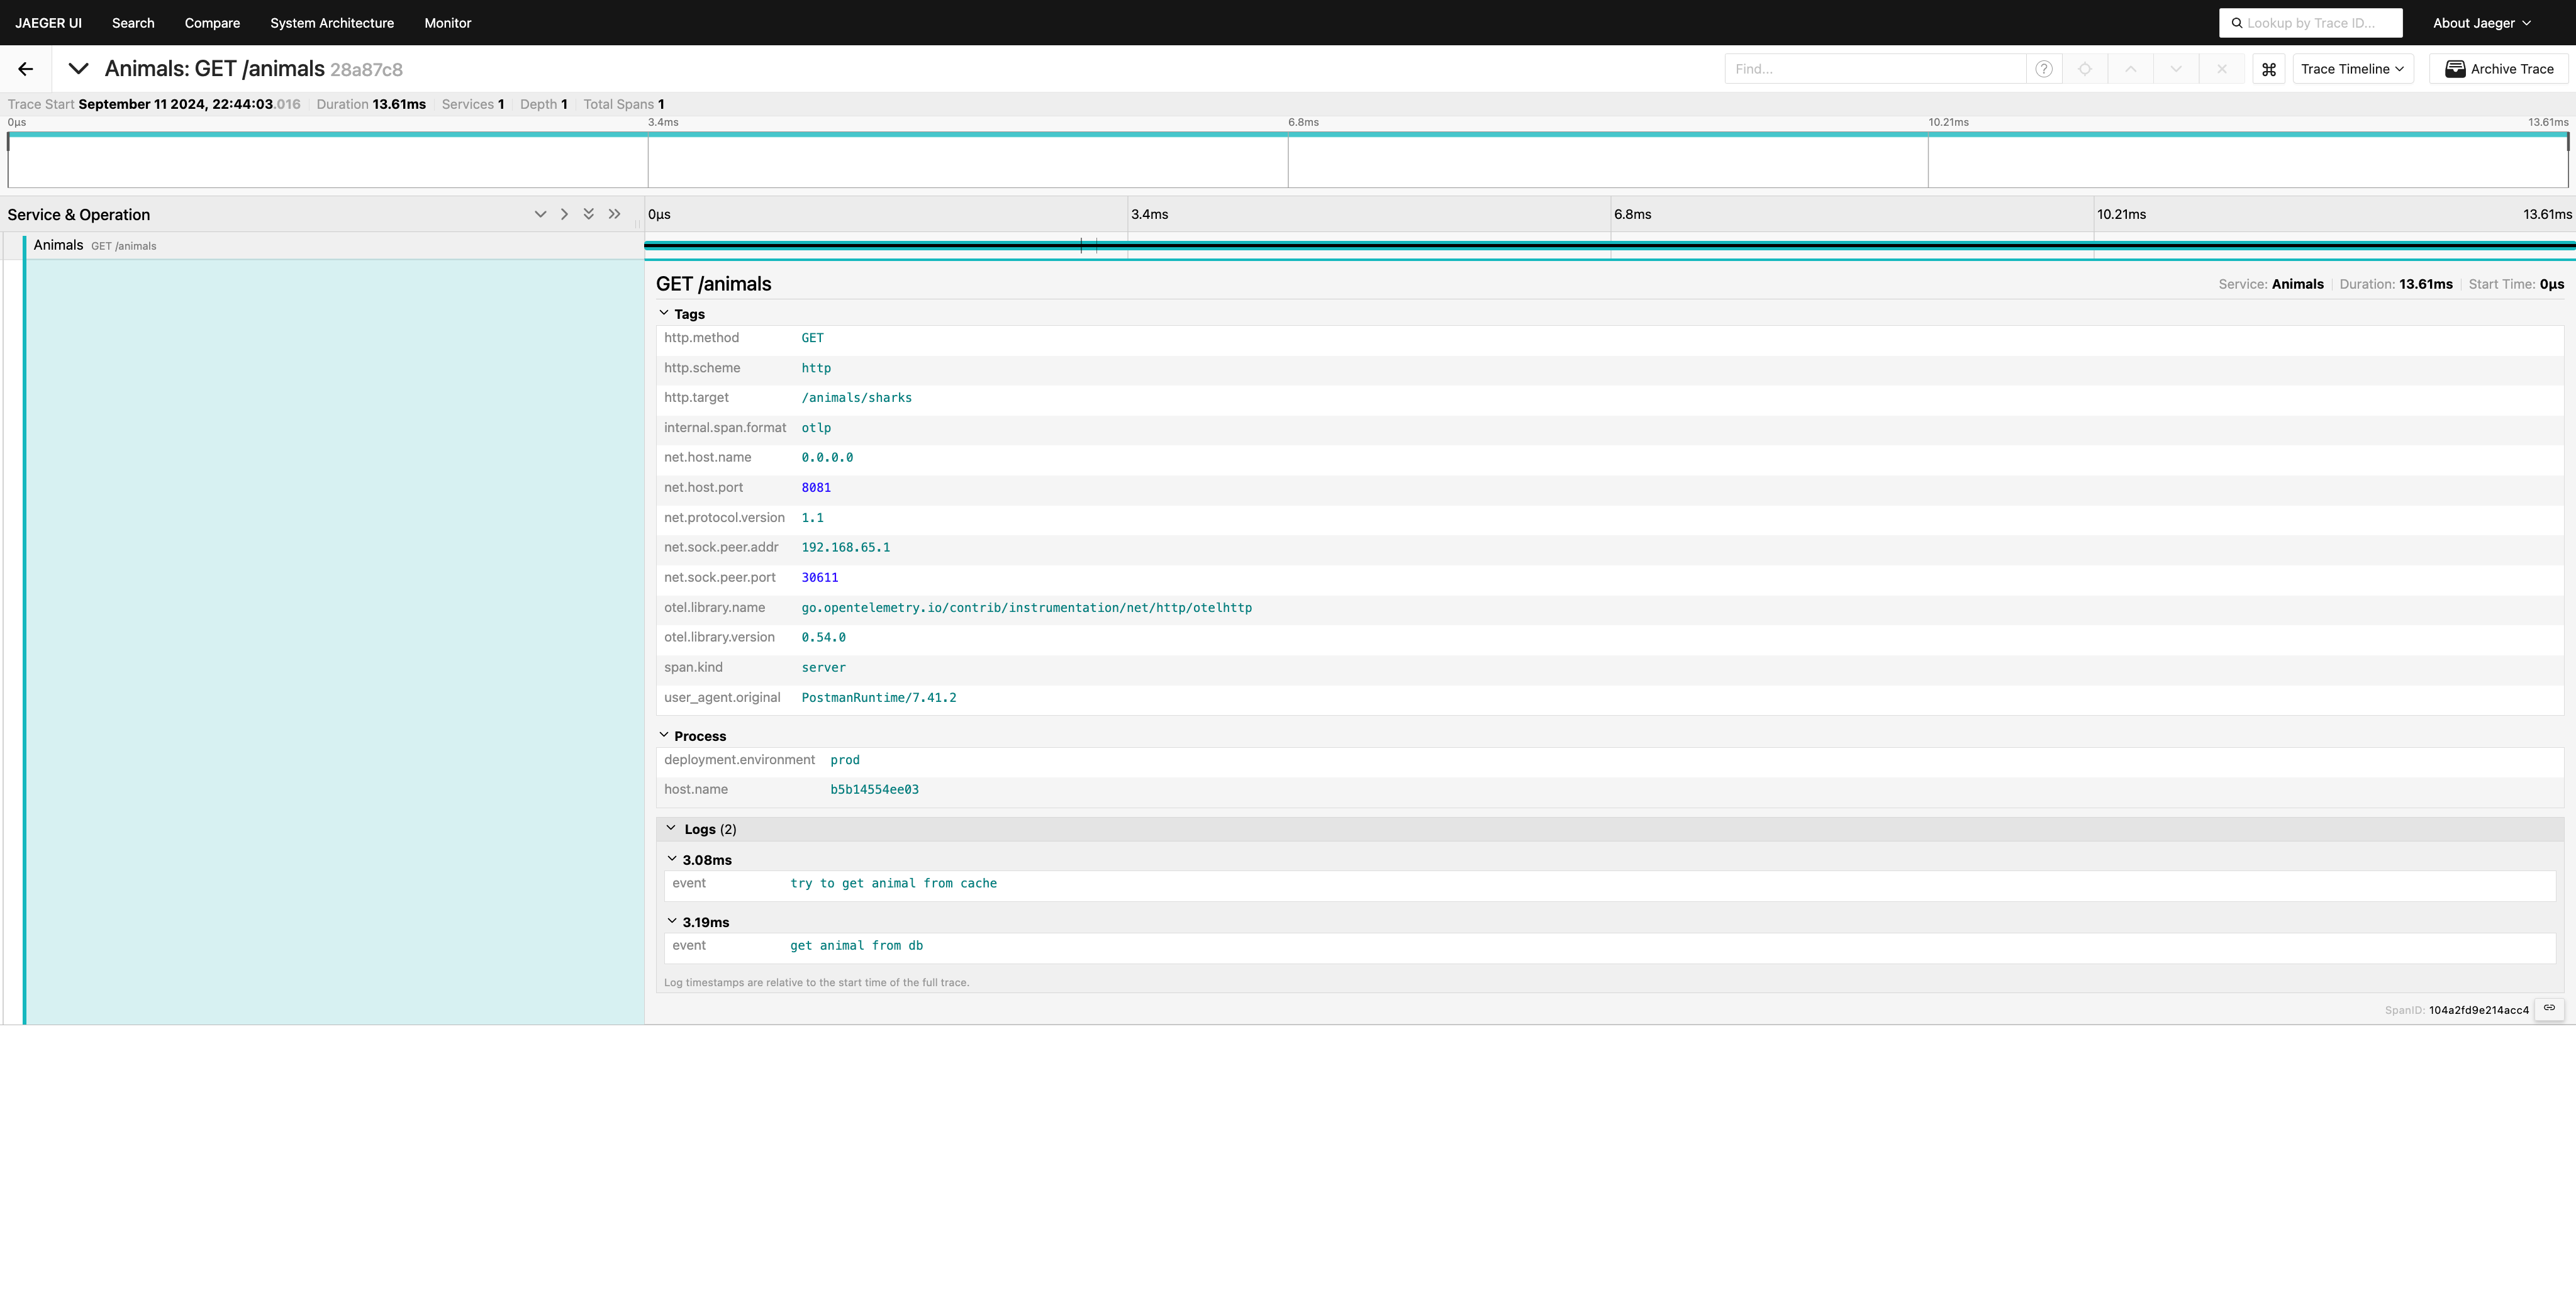 JAEGER UI Search Compare System Architecture Monitor Lookup by Trace ID... About Jaeger
Animals: GET /animals 28a87c8 Find... Trace Timeline Archive Trace
Trace Start September 11 2024, 22:44:03.016 Duration 13.61ms Services 1 Depth 1 Total Spans 1
0μs 3.4ms 6.8ms 10.21ms 13.61ms
Service & Operation 0μs 3.4ms 6.8ms 10.21ms 13.61ms
Animals GET /animals
GET /animals Service: Animals Duration: 13.61ms Start Time: 0μs
Tags
http.method GET
http.scheme http
http.target /animals/sharks
internal.span.format otlp
net.host.name 0.0.0.0
net.host.port 8081
net.protocol.version 1.1
net.sock.peer.addr 192.168.65.1
net.sock.peer.port 30611
otel.library.name go.opentelemetry.io/contrib/instrumentation/net/http/otelhttp
otel.library.version 0.54.0
span.kind server
user_agent.original PostmanRuntime/7.41.2
Process
deployment.environment prod
host.name b5b14554ee03
Logs (2)
3.08ms
event try to get animal from cache
3.19ms
event get animal from db
Log timestamps are relative to the start time of the full trace.
SpanID: 104a2fd9e214acc4